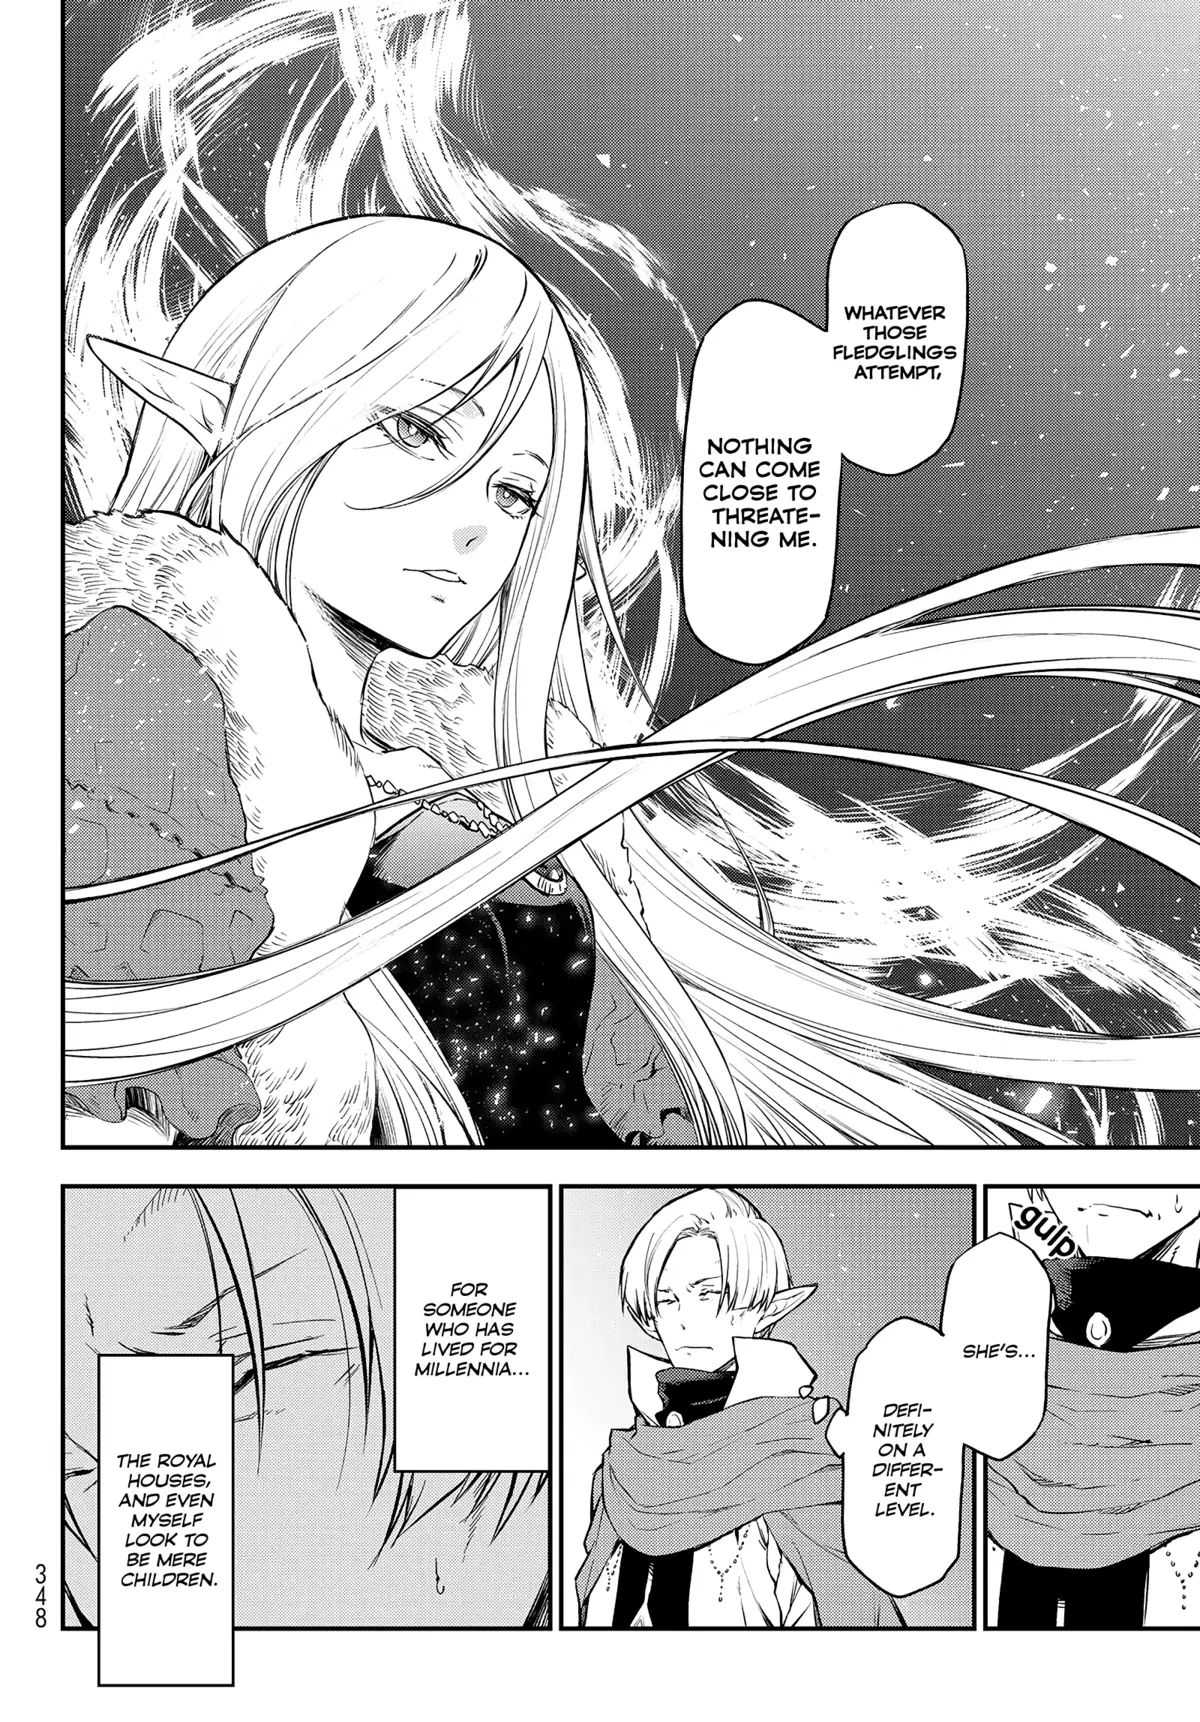 WHATEVER
THOSE
FLEDGLINGS
ATTEMPT,
NOTHING
CAN COME
CLOSE TO
THREATE-
NING ME.
gulp
SHE'S...
DEFI-
NITELY
ON A
DIFFER-
ENT
LEVEL.
FOR
SOMEONE
WHO HAS
LIVED FOR
MILLENNIA...
THE ROYAL
HOUSES,
AND EVEN
MYSELF
LOOK TO
BE MERE
CHILDREN.
348